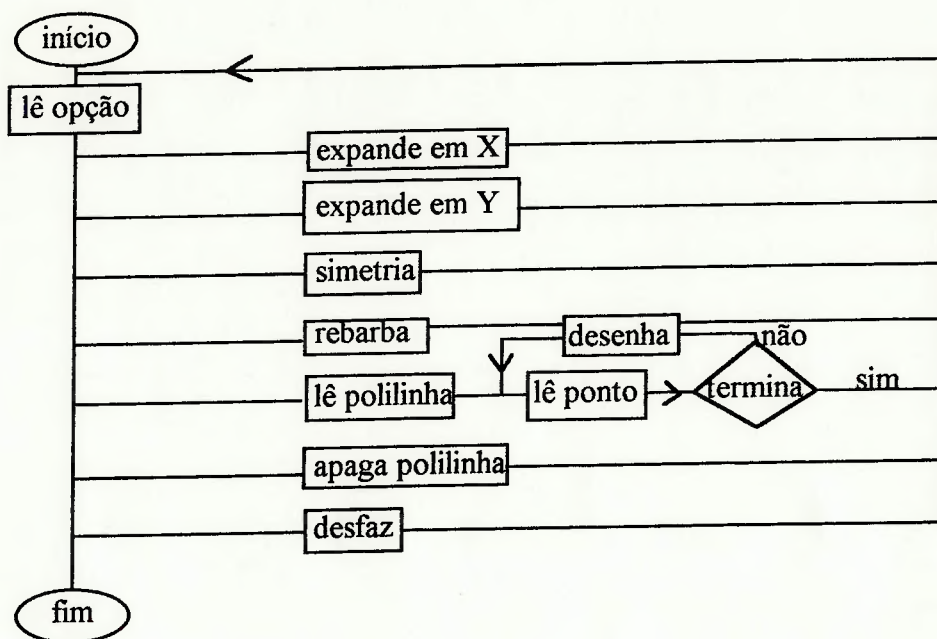 início
lê opção
expande em X
expande em Y
simetria
rebarba
desenha
não
lê polilinha
lê ponto
termina
sim
apaga polilinha
desfaz
fim